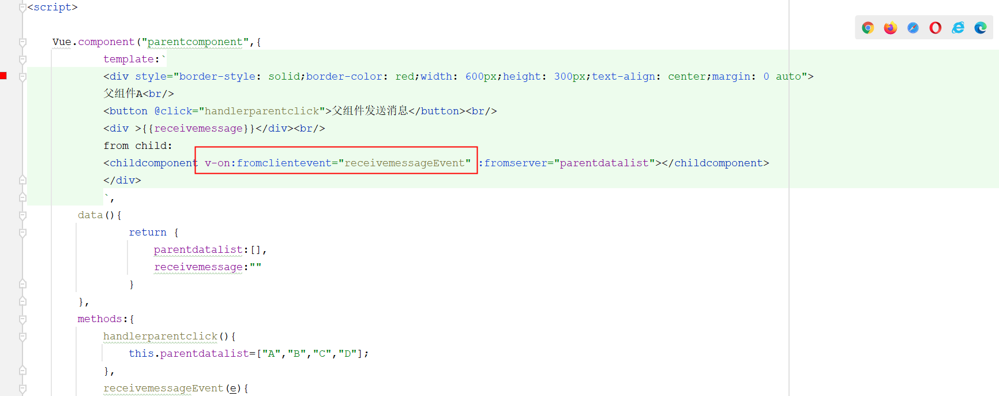 <script>
Vue.component("parentcomponent",{
template:`
<div style="border-style: solid;border-color: red;width: 600px;height: 300px;text-align: center;margin: 0 auto">
父组件A<br/>
<button @click="handlerparentclick">父组件发送消息</button><br/>
<div >{{receivemessage}}</div><br/>
from child:
<childcomponent v-on:fromclientevent="receivemessageEvent" :fromserver="parentdatalist"></childcomponent>
</div>
`,
data(){
return {
parentdatalist:[],
receivemessage:""
}
},
methods:{
handlerparentclick(){
this.parentdatalist=["A","B","C","D"];
},
receivemessageEvent(e){